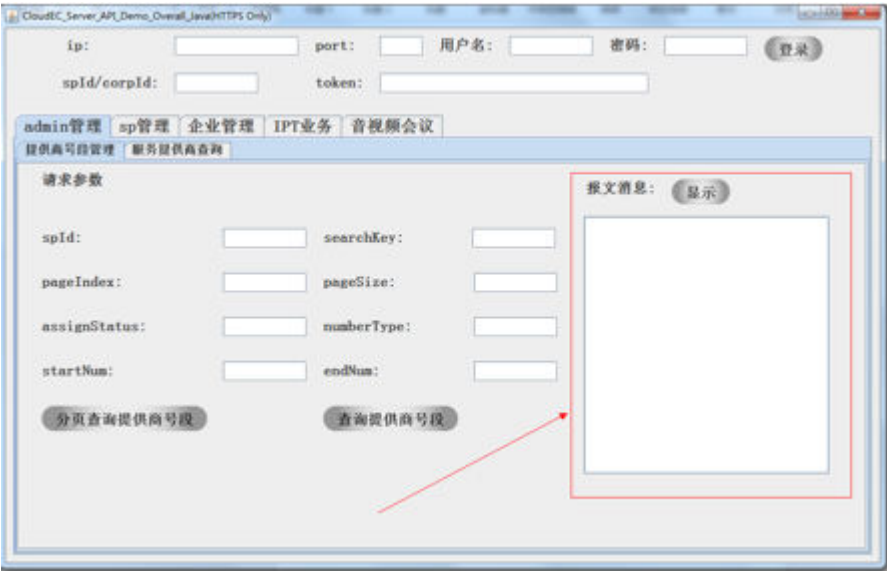 CloudEC_Server_API_Demo_Overall_Java(HTTPS Only)
ip: port: 用户名: 密码: 登录
spId/corpId: token:
admin管理 sp管理 企业管理 IPT业务 音视频会议
提供商号段管理 服务提供商查询
请求参数 报文消息: 显示
spId: searchKey:
pageIndex: pageSize:
assignStatus: numberType:
startNum: endNum:
分页查询提供商号段 查询提供商号段